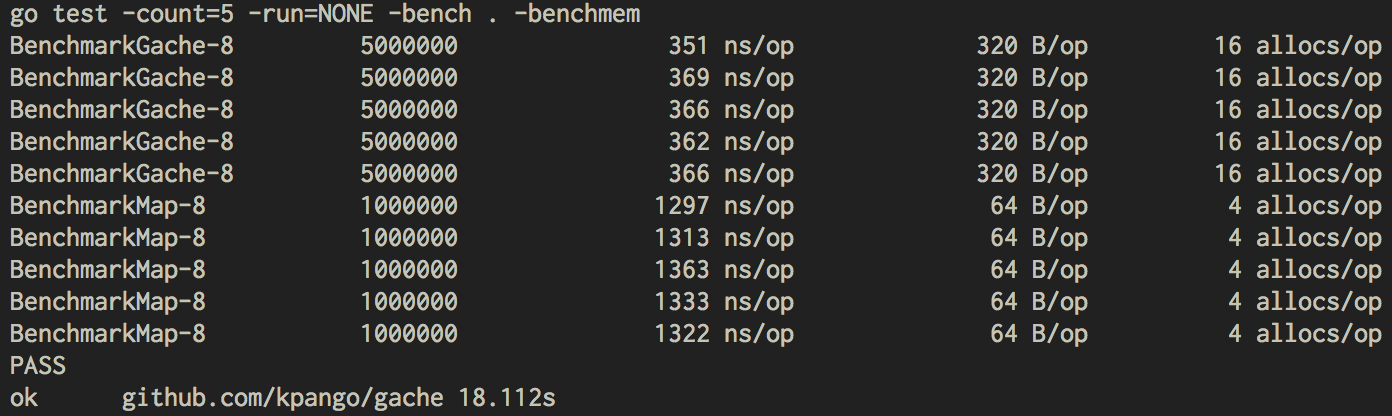 go test -count=5 -run=NONE -bench . -benchmem
BenchmarkGache-8 5000000 351 ns/op 320 B/op 16 allocs/op
BenchmarkGache-8 5000000 369 ns/op 320 B/op 16 allocs/op
BenchmarkGache-8 5000000 366 ns/op 320 B/op 16 allocs/op
BenchmarkGache-8 5000000 362 ns/op 320 B/op 16 allocs/op
BenchmarkGache-8 5000000 366 ns/op 320 B/op 16 allocs/op
BenchmarkMap-8 1000000 1297 ns/op 64 B/op 4 allocs/op
BenchmarkMap-8 1000000 1313 ns/op 64 B/op 4 allocs/op
BenchmarkMap-8 1000000 1363 ns/op 64 B/op 4 allocs/op
BenchmarkMap-8 1000000 1333 ns/op 64 B/op 4 allocs/op
BenchmarkMap-8 1000000 1322 ns/op 64 B/op 4 allocs/op
PASS
ok github.com/kpango/gache 18.112s